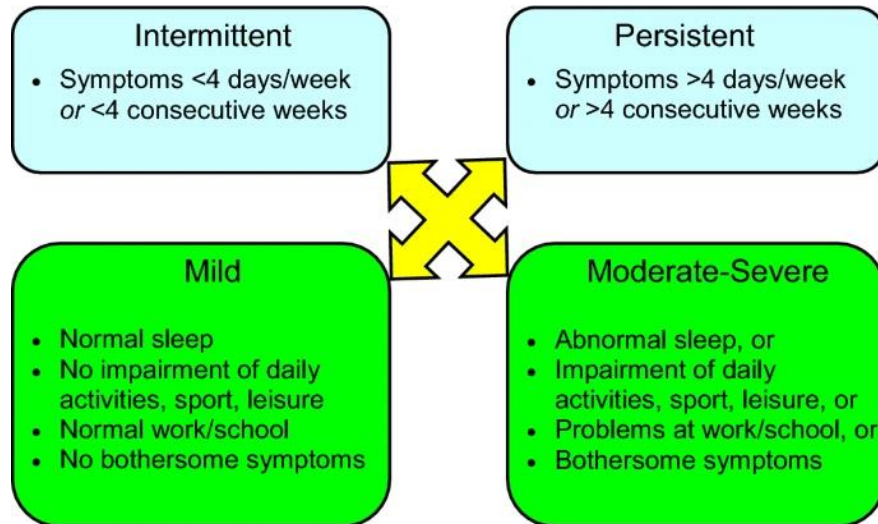 Intermittent
• Symptoms <4 days/week
or <4 consecutive weeks
Persistent
• Symptoms >4 days/week
or >4 consecutive weeks
Mild
• Normal sleep
• No impairment of daily
activities, sport, leisure
• Normal work/school
• No bothersome symptoms
Moderate-Severe
• Abnormal sleep, or
• Impairment of daily
activities, sport, leisure, or
• Problems at work/school, or
• Bothersome symptoms